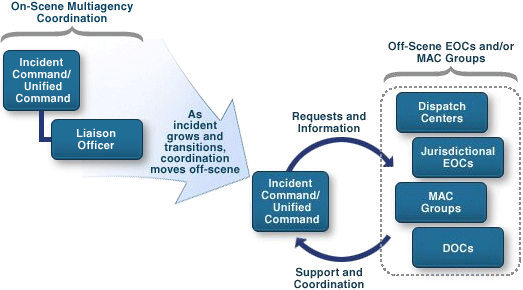 On-Scene Multiagency
Coordination
Incident
Command/
Unified
Command
Liaison
Officer
As
incident
grows and
transitions,
coordination
moves off-scene
Incident
Command/
Unified
Command
Requests and
Information
Support and
Coordination
Off-Scene EOCs and/or
MAC Groups
Dispatch
Centers
Jurisdictional
EOCs
MAC
Groups
DOCs